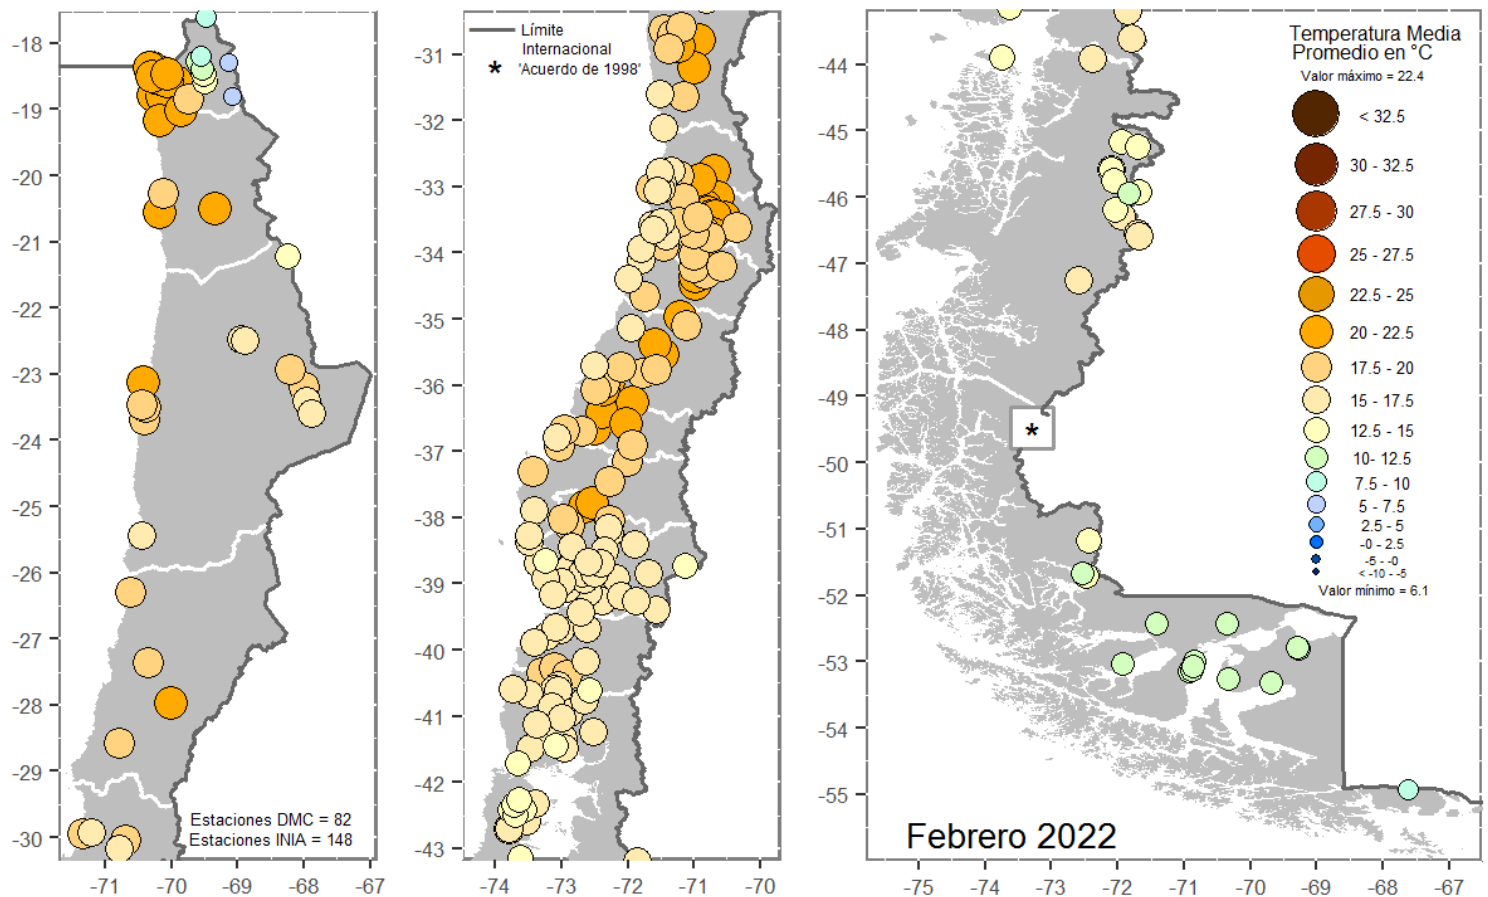 -18
-19
-20
-21
-22
-23
-24
-25
-26
-27
-28
-29
-30
-71
-70
-69
-68
-67
Estaciones DMC = 82
Estaciones INIA = 148
-31
-32
-33
-34
-35
-36
-37
-38
-39
-40
-41
-42
-43
-74
-73
-72
-71
-70
Límite
Internacional
* 'Acuerdo de 1998'
-44
-45
-46
-47
-48
-49
-50
-51
-52
-53
-54
-55
-75
-74
-73
-72
-71
-70
-69
-68
-67
*
Febrero 2022
Temperatura Media
Promedio en °C
Valor máximo = 22.4
< 32.5
30 - 32.5
27.5 - 30
25 - 27.5
22.5 - 25
20 - 22.5
17.5 - 20
15 - 17.5
12.5 - 15
10- 12.5
7.5 - 10
5 - 7.5
2.5 - 5
-0 - 2.5
-5 - -0
< -10 - -5
Valor mínimo = 6.1